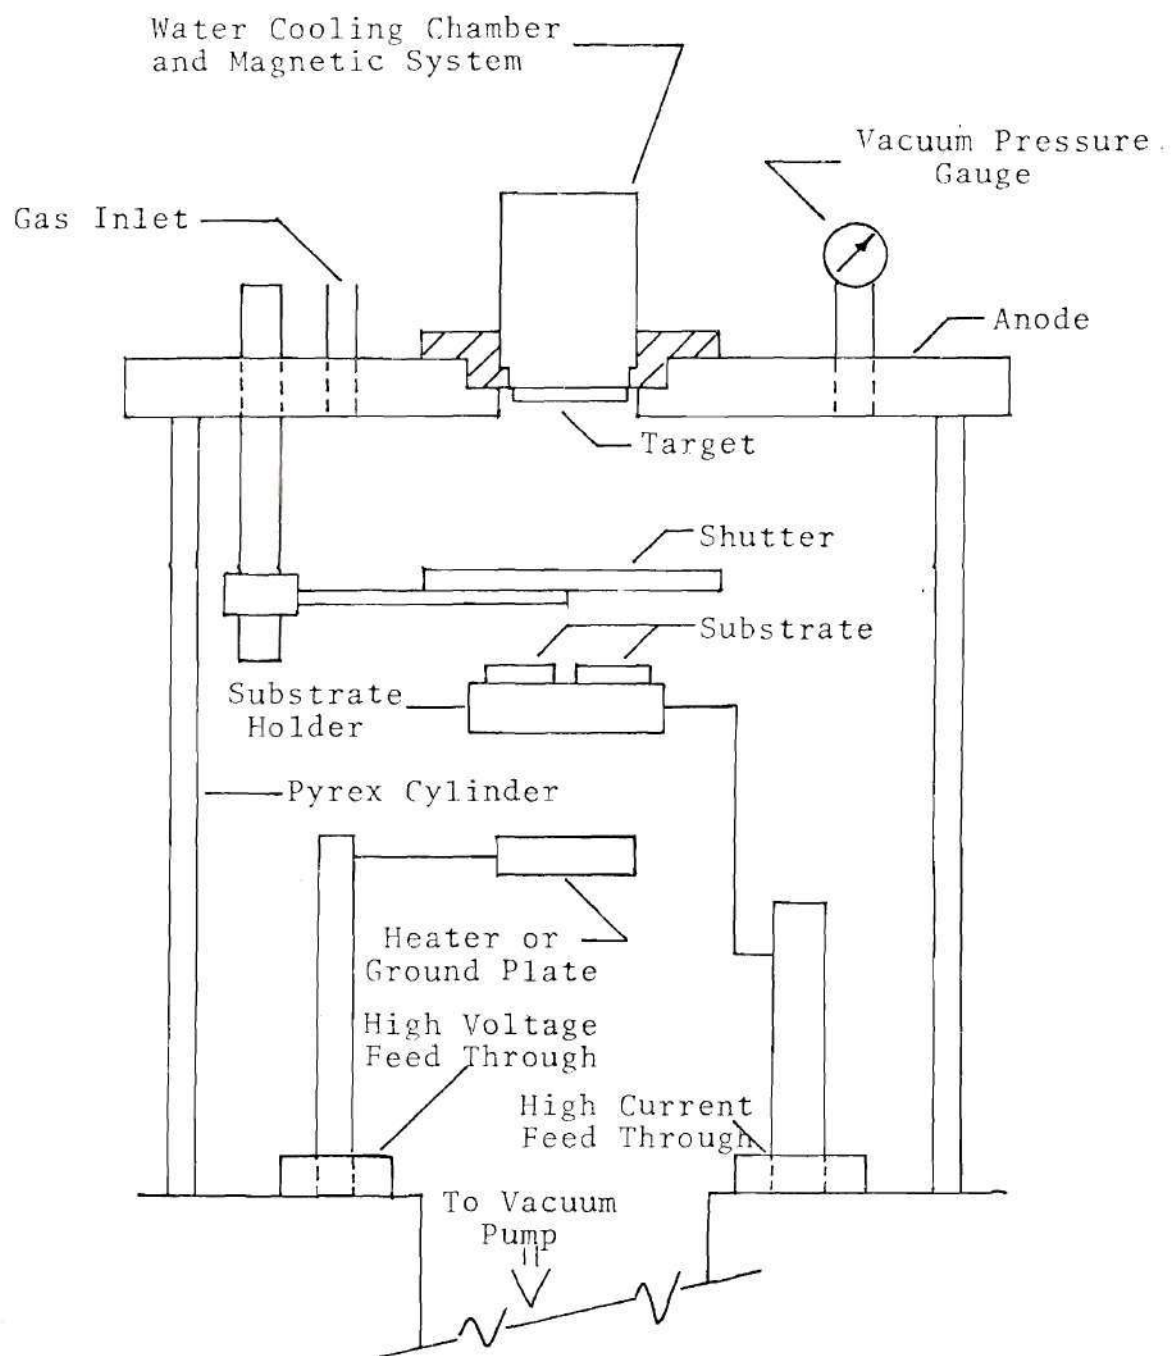 Water Cooling Chamber
and Magnetic System
Vacuum Pressure
Gauge
Gas Inlet
Anode
Target
Shutter
Substrate
Substrate
Holder
Pyrex Cylinder
Heater or
Ground Plate
High Voltage
Feed Through
High Current
Feed Through
To Vacuum
Pump